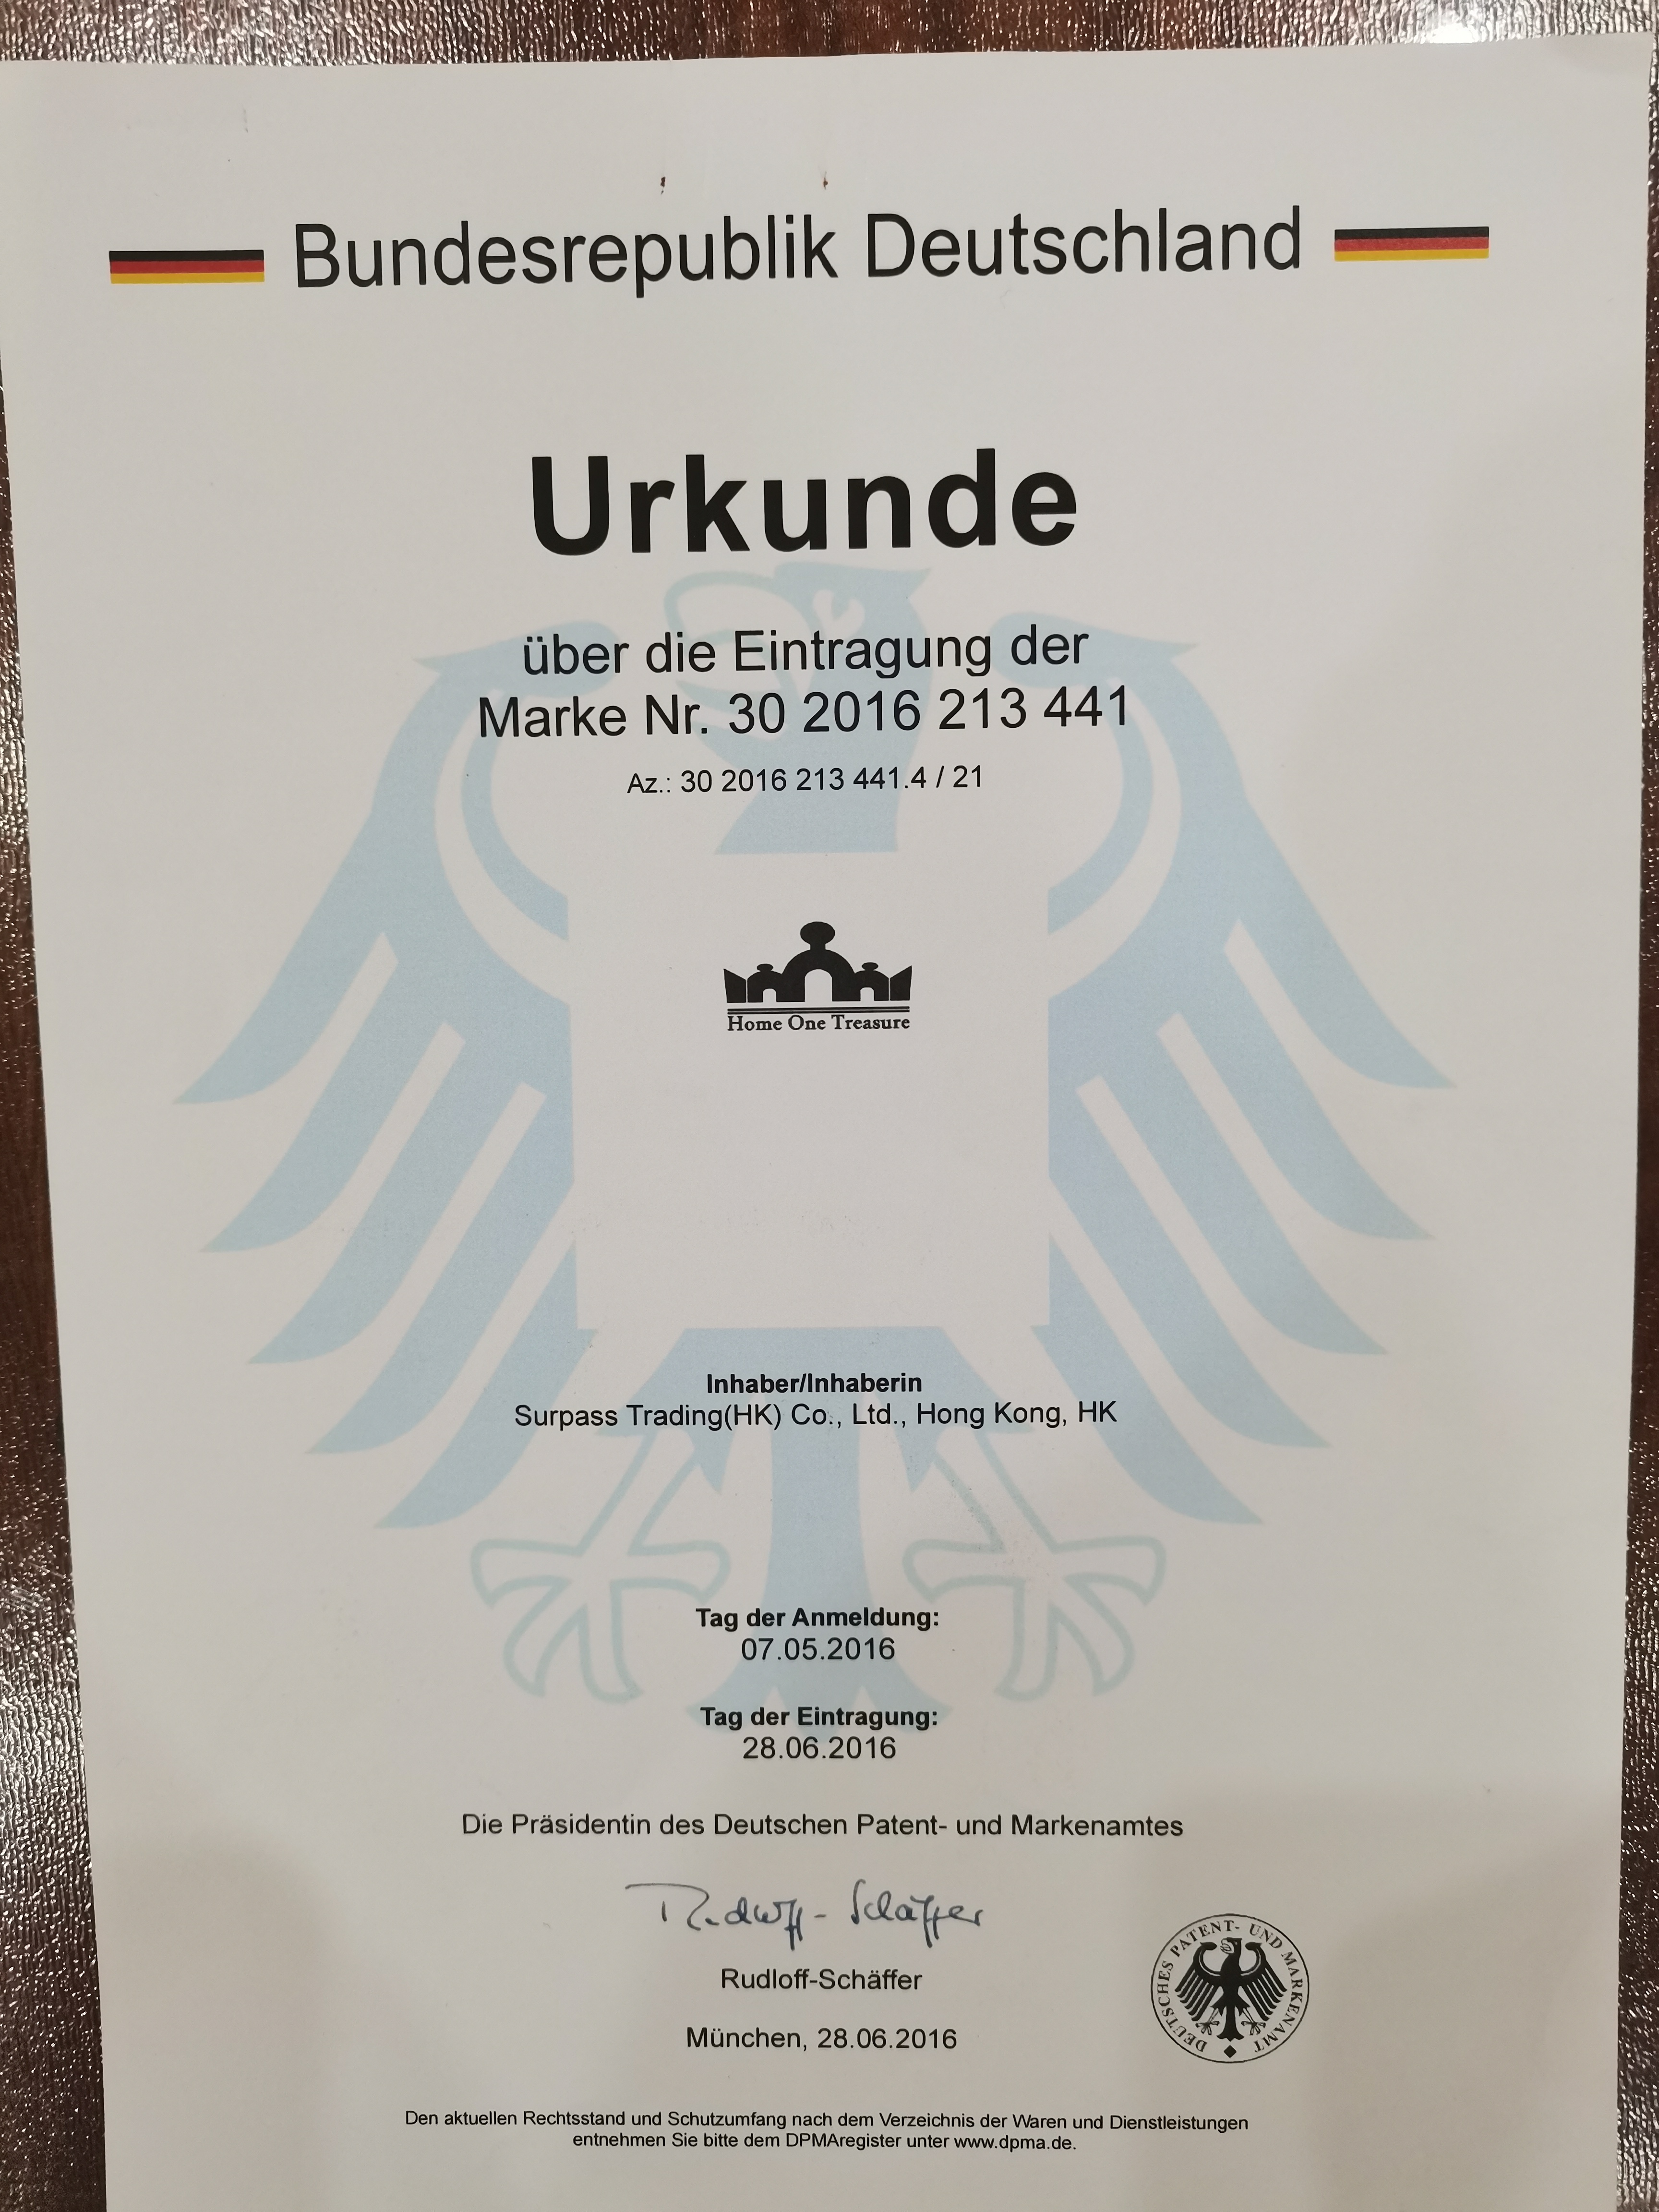 Bundesrepublik Deutschland
Urkunde
über die Eintragung der
Marke Nr. 30 2016 213 441
Az.: 30 2016 213 441.4 / 21
Home One Treasure
Inhaber/Inhaberin
Surpass Trading(HK) Co., Ltd., Hong Kong, HK
Tag der Anmeldung:
07.05.2016
Tag der Eintragung:
28.06.2016
Die Präsidentin des Deutschen Patent- und Markenamtes
Rudloff-Schäffer
Rudloff-Schäffer
München, 28.06.2016
DEUTSCHES PATENT- UND MARKENAMT
Den aktuellen Rechtsstand und Schutzumfang nach dem Verzeichnis der Waren und Dienstleistungen
entnehmen Sie bitte dem DPMAregister unter www.dpma.de.